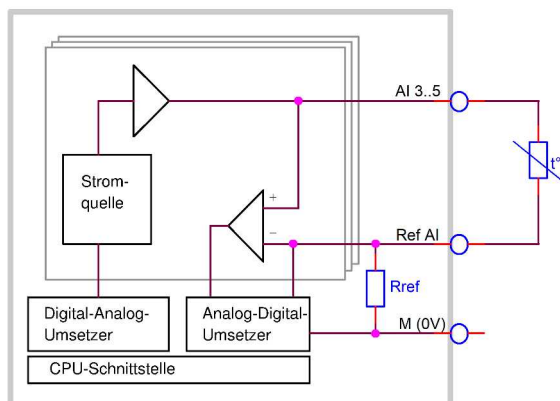 AI 3..5
t°
Strom-
quelle
+
−
Ref AI
Rref
Digital-Analog-
Umsetzer
Analog-Digital-
Umsetzer
M (0V)
CPU-Schnittstelle